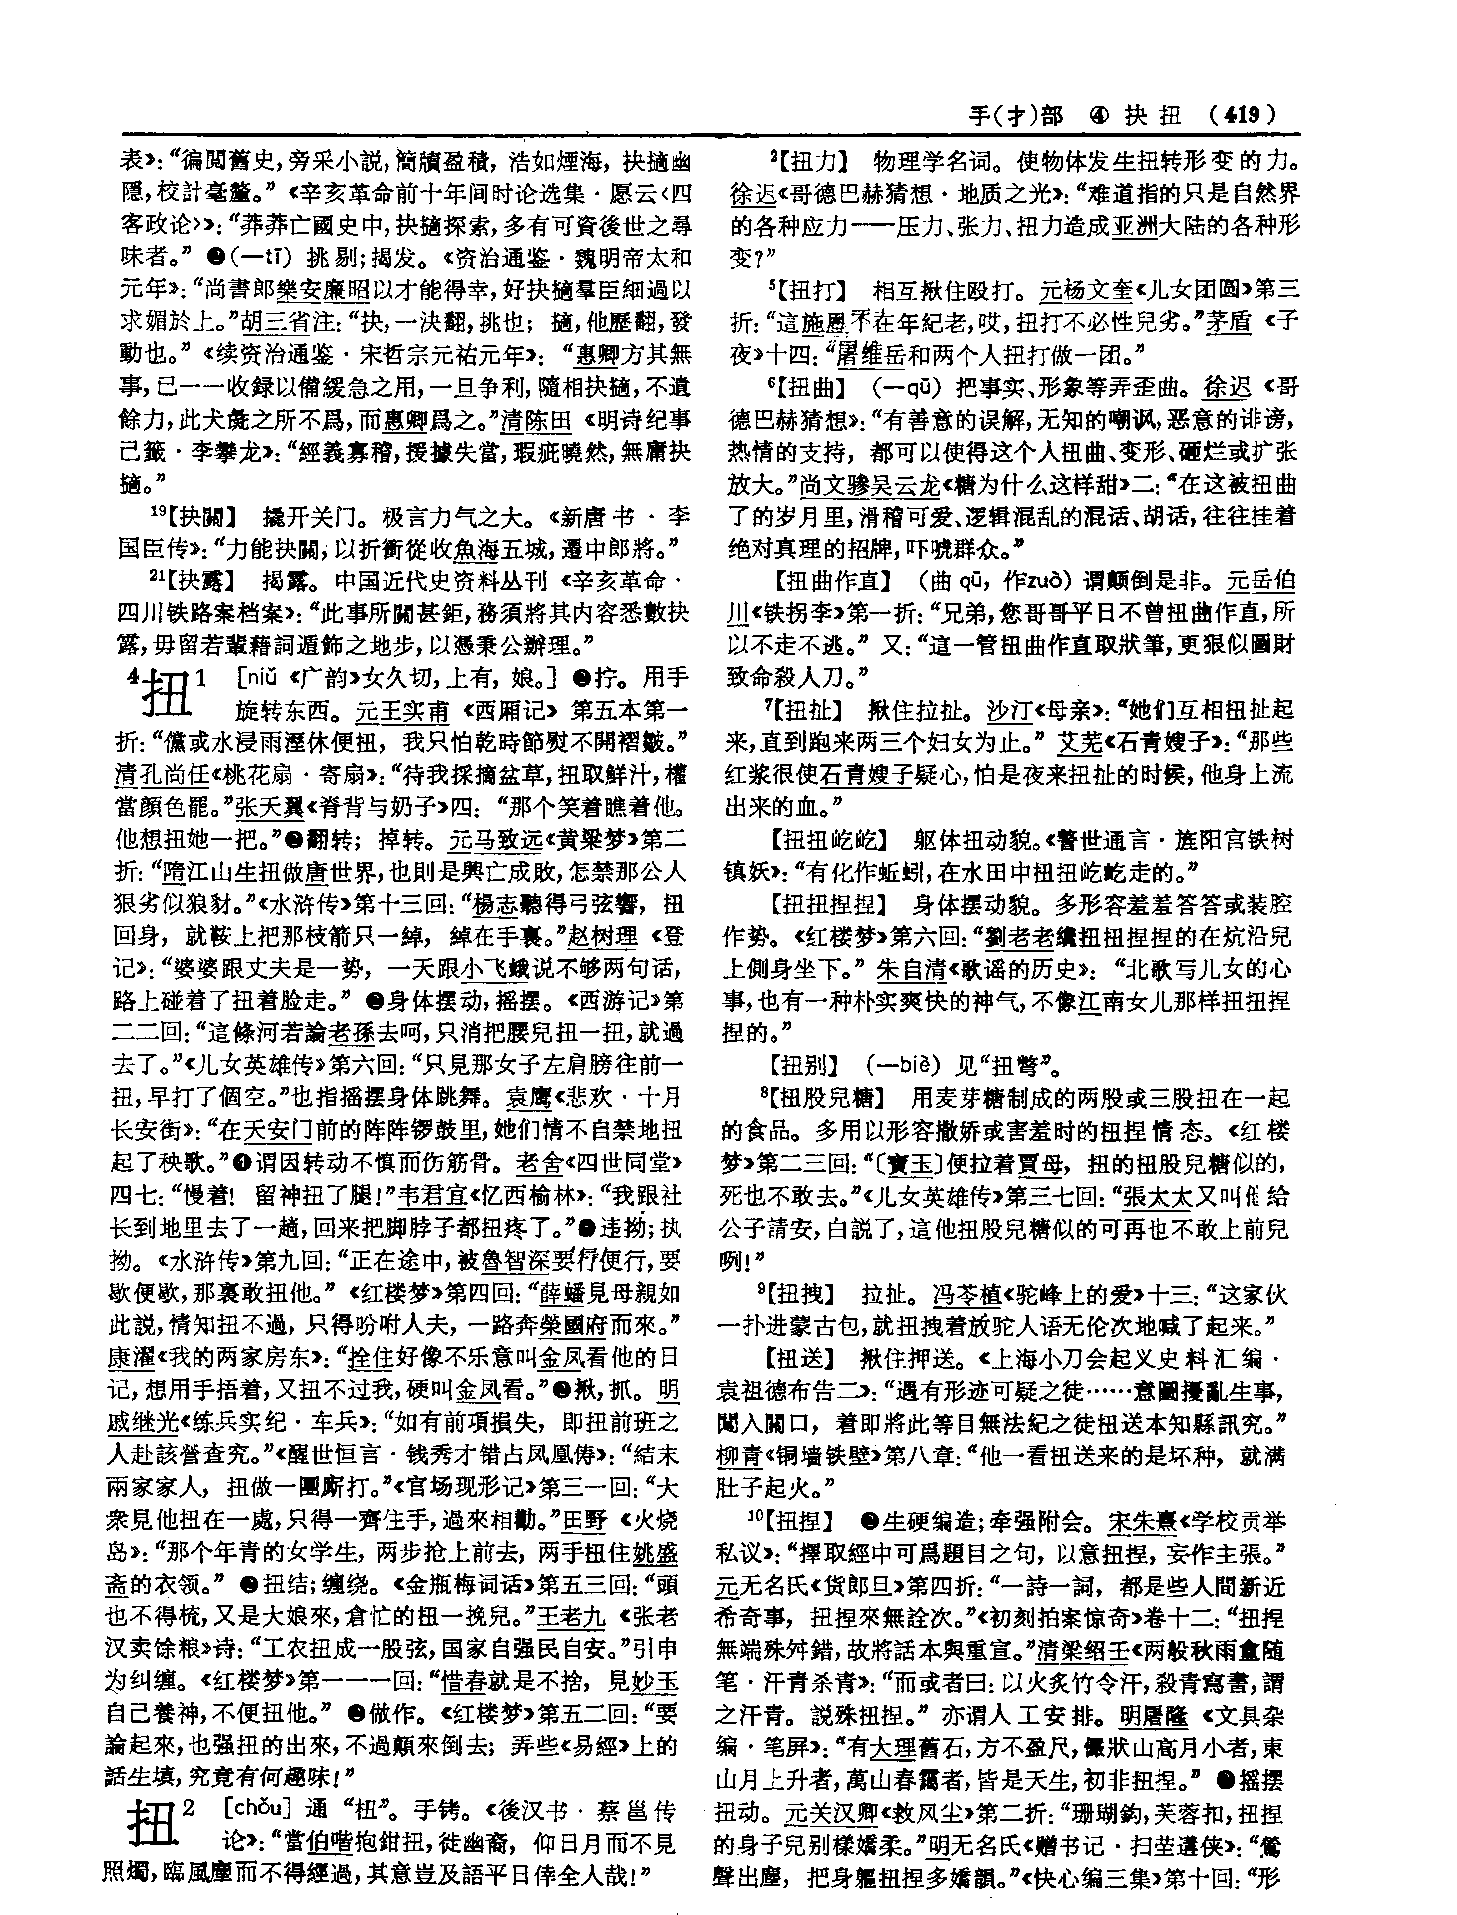 手(扌)部 ④ 抉 扭 (419)
表》：“徧閲舊史，旁采小説，簡牘盈積，浩如煙海，抉擿幽
隱，校計毫釐。”《辛亥革命前十年间时论选集·愿云〈四
客政论〉》：“莽莽亡國史中，抉擿探索，多有可資後世之尋
味者。” ❷(—tī) 挑剔；揭发。《资治通鉴·魏明帝太和
元年》：“尚書郎樂安廉昭以才能得幸，好抉擿羣臣細過以
求媚於上。”胡三省注：“抉，一決翻，挑也； 擿，他歷翻，發
動也。”《续资治通鉴·宋哲宗元祐元年》： “惠卿方其無
事，已一一收録以備緩急之用，一旦争利，隨相抉擿，不遺
餘力，此犬彘之所不爲，而惠卿爲之。”清陈田《明诗纪事
己籤·李攀龙》：“經義寡稽，援據失當，瑕疵曉然，無庸抉
擿。”
¹⁹【抉關】 撬开关门。极言力气之大。《新唐书·李
国臣传》：“力能抉關，以折衝從收魚海五城，遷中郎將。”
²¹【抉露】 揭露。中国近代史资料丛刊《辛亥革命·
四川铁路案档案》：“此事所關甚鉅，務須將其内容悉數抉
露，毋留若輩藉詞遁飾之地步，以憑秉公辦理。”
⁴扭¹ [niǔ 《广韵》女久切，上有，娘。] ❶拧。用手
旋转东西。元王实甫《西厢记》第五本第一
折：“儻或水浸雨溼休便扭，我只怕乾時節熨不開褶皺。”
清孔尚任《桃花扇·寄扇》：“待我採摘盆草，扭取鮮汁，權
當顔色罷。”张天翼《脊背与奶子》四： “那个笑着瞧着他。
他想扭她一把。”❷翻转；掉转。元马致远《黄粱梦》第二
折：“隋江山生扭做唐世界，也則是興亡成敗，怎禁那公人
狠劣似狼豺。”《水浒传》第十三回：“楊志聽得弓弦響，扭
回身，就鞍上把那枝箭只一綽，綽在手裏。”赵树理《登
记》：“婆婆跟丈夫是一势，一天跟小飞蛾说不够两句话，
路上碰着了扭着脸走。” ❸身体摆动，摇摆。《西游记》第
二二回：“這條河若論老孫去呵，只消把腰兒扭一扭，就過
去了。”《儿女英雄传》第六回：“只見那女子左肩膀往前一
扭，早打了個空。”也指摇摆身体跳舞。袁鹰《悲欢·十月
长安街》：“在天安门前的阵阵锣鼓里，她们情不自禁地扭
起了秧歌。”❹谓因转动不慎而伤筋骨。老舍《四世同堂》
四七：“慢着！ 留神扭了腿！”韦君宜《忆西榆林》：“我跟社
长到地里去了一趟，回来把脚脖子都扭疼了。”❺违拗；执
拗。《水浒传》第九回：“正在途中，被魯智深要行便行，要
歇便歇，那裏敢扭他。”《红楼梦》第四回：“薛蟠見母親如
此説，情知扭不過，只得吩咐人夫，一路奔榮國府而來。”
康濯《我的两家房东》：“拴住好像不乐意叫金凤看他的日
记，想用手捂着，又扭不过我，硬叫金凤看。”❻揪，抓。明
戚继光《练兵实纪·车兵》：“如有前項損失，即扭前班之
人赴該營查究。”《醒世恒言·钱秀才错占凤凰俦》：“結末
兩家家人，扭做一團廝打。”《官场现形记》第三一回：“大
衆見他扭在一處，只得一齊住手，過來相勸。”田野《火烧
岛》：“那个年青的女学生，两步抢上前去，两手扭住姚盛
斋的衣领。” ❼扭结；缠绕。《金瓶梅词话》第五三回：“頭
也不得梳，又是大娘來，倉忙的扭一挽兒。”王老九《张老
汉卖馀粮》诗：“工农扭成一股弦，国家自强民自安。”引申
为纠缠。《红楼梦》第一一一回：“惜春就是不捨，見妙玉
自己養神，不便扭他。” ❽做作。《红楼梦》第五二回：“要
論起來，也强扭的出來，不過顛來倒去； 弄些《易經》上的
話生填，究竟有何趣味！”
扭² [chǒu] 通“杻”。手铐。《後汉书·蔡邕传
论》：“當伯喈抱鉗扭，徙幽裔，仰日月而不見
照燭，臨風塵而不得經過，其意豈及語平日倖全人哉！”
²【扭力】 物理学名词。使物体发生扭转形变的力。
徐迟《哥德巴赫猜想·地质之光》：“难道指的只是自然界
的各种应力——压力、张力、扭力造成亚洲大陆的各种形
变？”
⁵【扭打】 相互揪住殴打。元杨文奎《儿女团圆》第三
折：“這施恩不在年紀老，哎，扭打不必性兒劣。”茅盾《子
夜》十四：“屠维岳和两个人扭打做一团。”
⁶【扭曲】 (—qū) 把事实、形象等弄歪曲。徐迟《哥
德巴赫猜想》：“有善意的误解，无知的嘲讽，恶意的诽谤，
热情的支持，都可以使得这个人扭曲、变形、砸烂或扩张
放大。”尚文骖吴云龙《糖为什么这样甜》二：“在这被扭曲
了的岁月里，滑稽可爱、逻辑混乱的混话、胡话，往往挂着
绝对真理的招牌，吓唬群众。”
【扭曲作直】 (曲qū，作zuò) 谓颠倒是非。元岳伯
川《铁拐李》第一折：“兄弟，您哥哥平日不曾扭曲作直，所
以不走不逃。” 又：“這一管扭曲作直取狀筆，更狠似圖財
致命殺人刀。”
⁷【扭扯】 揪住拉扯。沙汀《母亲》：“她们互相扭扯起
来，直到跑来两三个妇女为止。” 艾芜《石青嫂子》：“那些
红浆很使石青嫂子疑心，怕是夜来扭扯的时候，他身上流
出来的血。”
【扭扭屹屹】 躯体扭动貌。《警世通言·旌阳宫铁树
镇妖》：“有化作蚯蚓，在水田中扭扭屹屹走的。”
【扭扭捏捏】 身体摆动貌。多形容羞羞答答或装腔
作势。《红楼梦》第六回：“劉老老纔扭扭捏捏的在炕沿兒
上側身坐下。” 朱自清《歌谣的历史》： “北歌写儿女的心
事，也有一种朴实爽快的神气，不像江南女儿那样扭扭捏
捏的。”
【扭别】 (—biè) 见“扭彆”。
⁸【扭股兒糖】 用麦芽糖制成的两股或三股扭在一起
的食品。多用以形容撒娇或害羞时的扭捏情态。《红楼
梦》第二三回：“〔寶玉〕便拉着賈母，扭的扭股兒糖似的，
死也不敢去。”《儿女英雄传》第三七回：“張太太又叫他給
公子請安，白説了，這他扭股兒糖似的可再也不敢上前兒
咧！”
⁹【扭拽】 拉扯。冯苓植《驼峰上的爱》十三：“这家伙
一扑进蒙古包，就扭拽着放驼人语无伦次地喊了起来。”
【扭送】 揪住押送。《上海小刀会起义史料汇编·
袁祖德布告二》：“遇有形迹可疑之徒……意圖擾亂生事，
闖入關口，着即將此等目無法紀之徒扭送本知縣訊究。”
柳青《铜墙铁壁》第八章：“他一看扭送来的是坏种，就满
肚子起火。”
¹⁰【扭捏】 ❶生硬编造；牵强附会。宋朱熹《学校贡举
私议》：“擇取經中可爲題目之句，以意扭捏，妄作主張。”
元无名氏《货郎旦》第四折：“一詩一詞，都是些人間新近
希奇事，扭捏來無詮次。”《初刻拍案惊奇》卷十二：“扭捏
無端殊舛錯，故將話本與重宣。”清梁绍壬《两般秋雨盦随
笔·汗青杀青》：“而或者曰：以火炙竹令汗，殺青寫書，謂
之汗青。説殊扭捏。” 亦谓人工安排。明屠隆《文具杂
编·笔屏》：“有大理舊石，方不盈尺，儼狀山高月小者，東
山月上升者，萬山春靄者，皆是天生，初非扭捏。” ❷摇摆
扭动。元关汉卿《救风尘》第二折：“珊瑚鉤，芙蓉扣，扭捏
的身子兒别樣嬌柔。”明无名氏《赠书记·扫茔遘侠》：“鶯
聲出塵，把身軀扭捏多嬌韻。”《快心编三集》第十回：“形